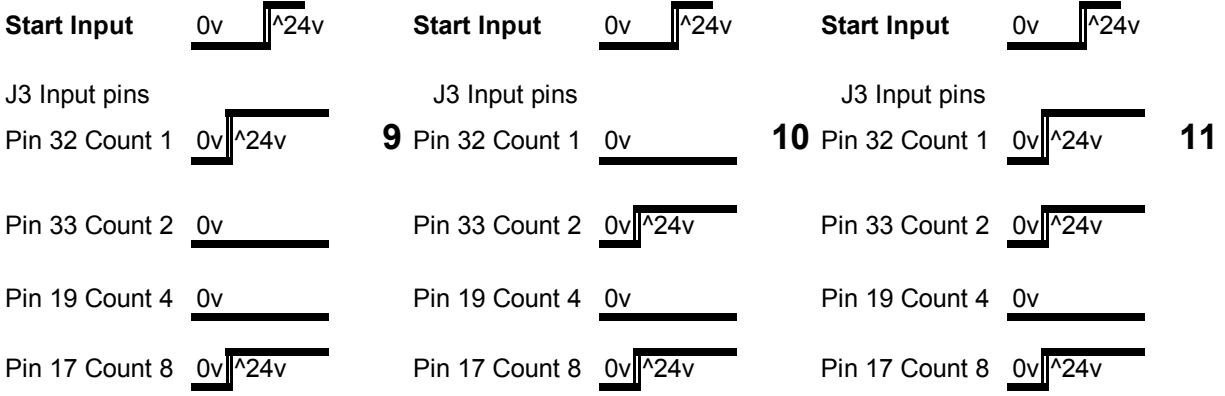 Start Input 0v ^24v Start Input 0v ^24v Start Input 0v ^24v
J3 Input pins J3 Input pins J3 Input pins
Pin 32 Count 1 0v ^24v 9 Pin 32 Count 1 0v 10 Pin 32 Count 1 0v ^24v 11
Pin 33 Count 2 0v Pin 33 Count 2 0v ^24v Pin 33 Count 2 0v ^24v
Pin 19 Count 4 0v Pin 19 Count 4 0v Pin 19 Count 4 0v
Pin 17 Count 8 0v ^24v Pin 17 Count 8 0v ^24v Pin 17 Count 8 0v ^24v